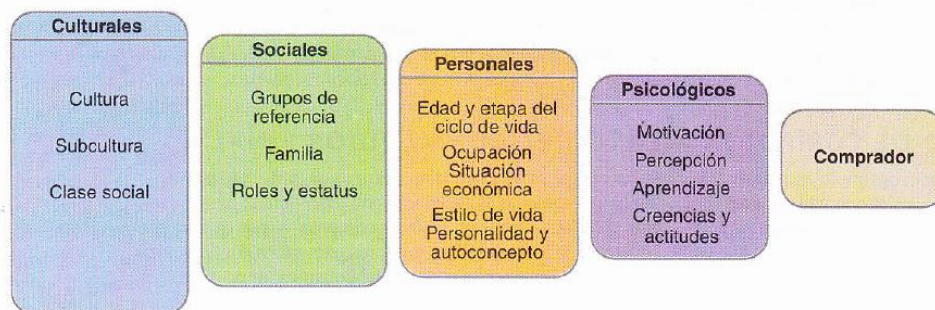 Culturales
Cultura
Subcultura
Clase social
Sociales
Grupos de
referencia
Familia
Roles y estatus
Personales
Edad y etapa del
ciclo de vida
Ocupación
Situación
económica
Estilo de vida
Personalidad y
autoconcepto
Psicológicos
Motivación
Percepción
Aprendizaje
Creencias y
actitudes
Comprador